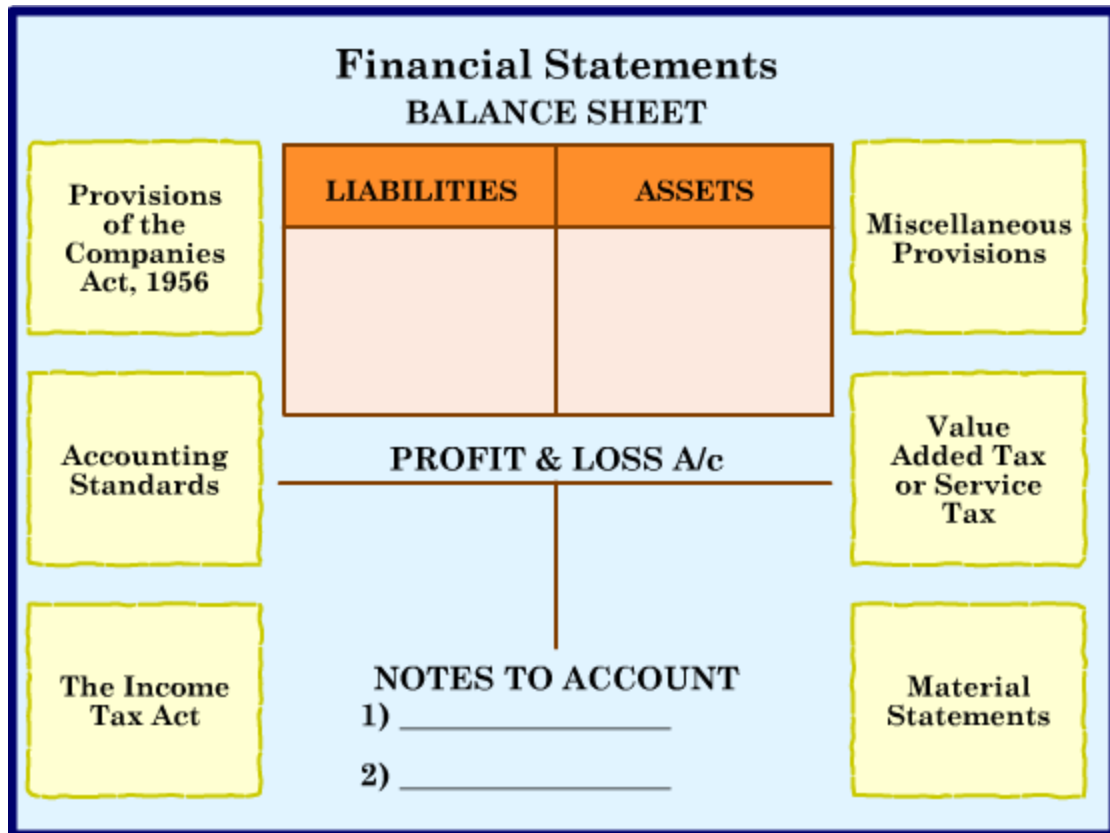 Financial Statements
BALANCE SHEET
Provisions
of the
Companies
Act, 1956
LIABILITIES
ASSETS
Miscellaneous
Provisions
Accounting
Standards
PROFIT & LOSS A/c
Value
Added Tax
or Service
Tax
The Income
Tax Act
NOTES TO ACCOUNT
1)
2)
Material
Statements